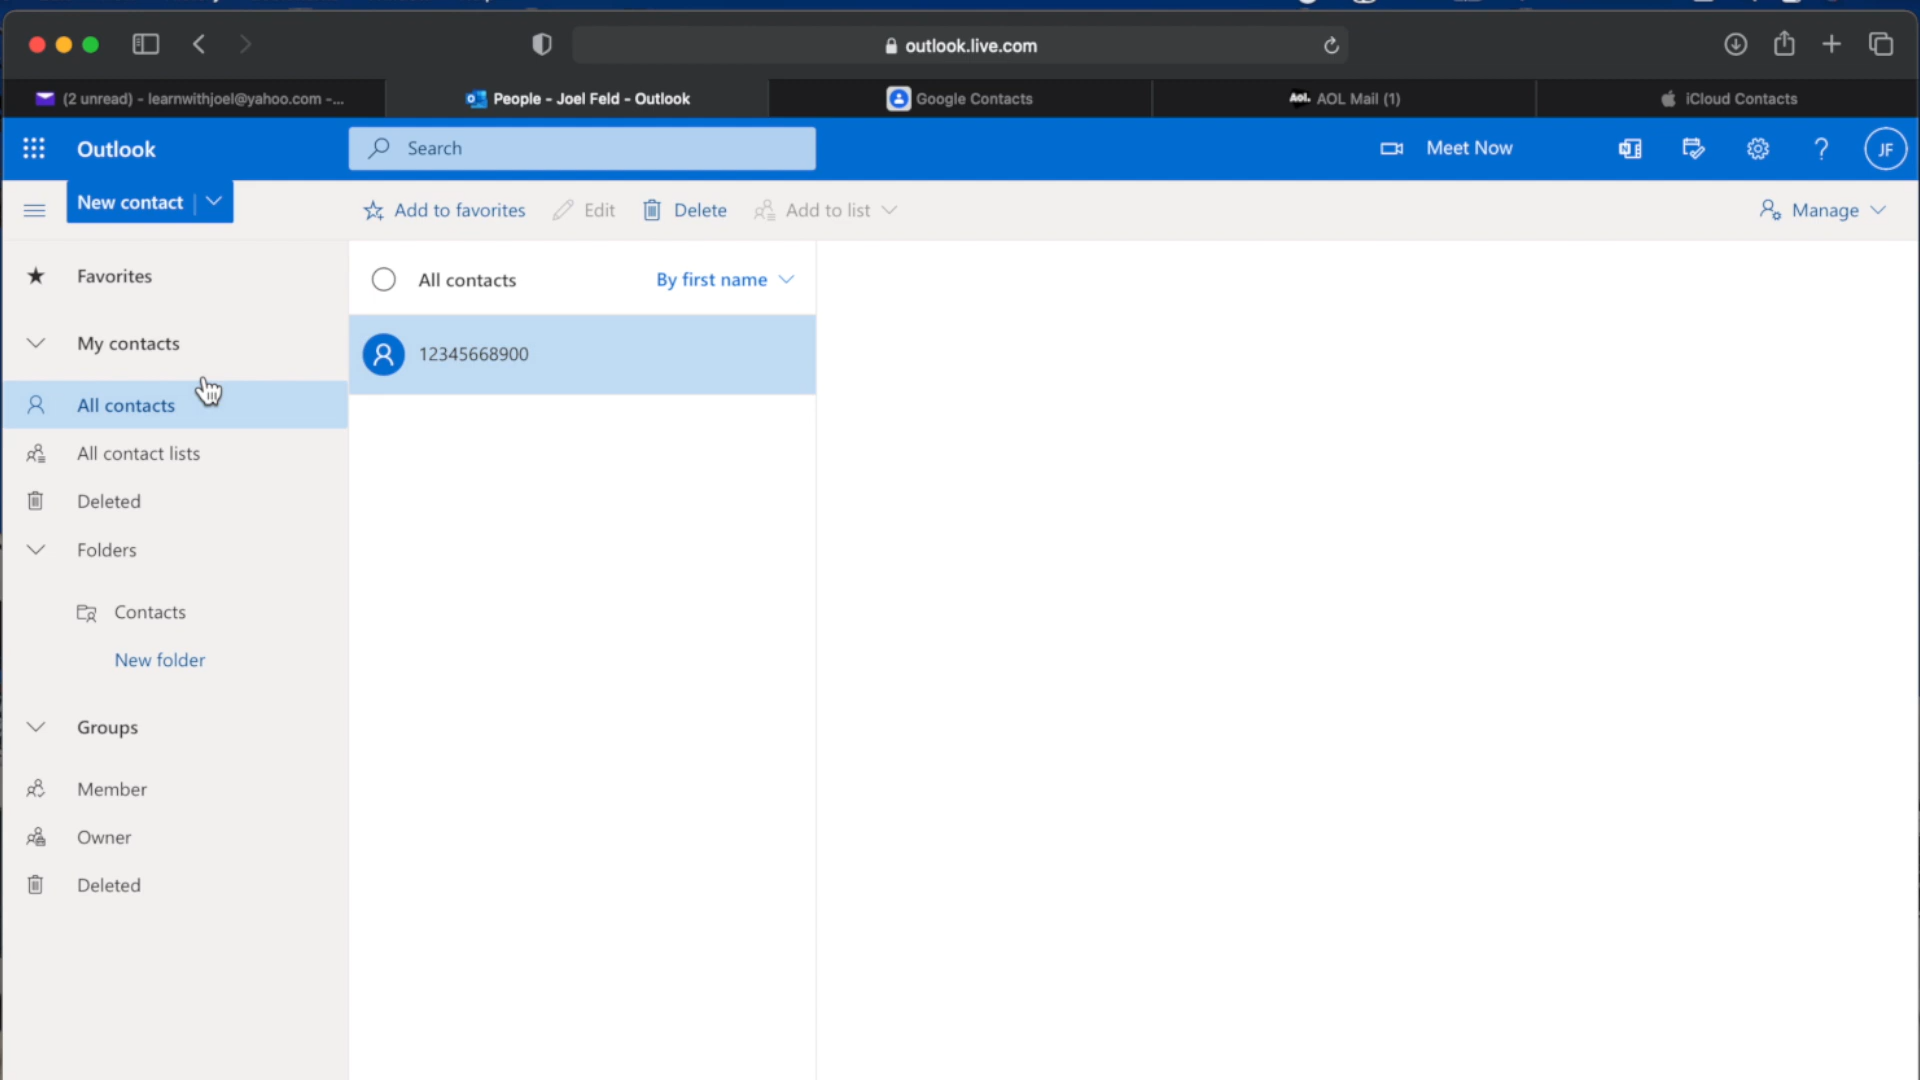 outlook.live.com
(2 unread) - learnwithjoel@yahoo.com -...
People - Joel Feld - Outlook
Google Contacts
Aol. AOL Mail (1)
iCloud Contacts
Outlook
Search
Meet Now
JF
New contact
Add to favorites
Edit
Delete
Add to list
Manage
Favorites
My contacts
All contacts
All contact lists
Deleted
Folders
Contacts
New folder
Groups
Member
Owner
Deleted
All contacts
By first name
12345668900